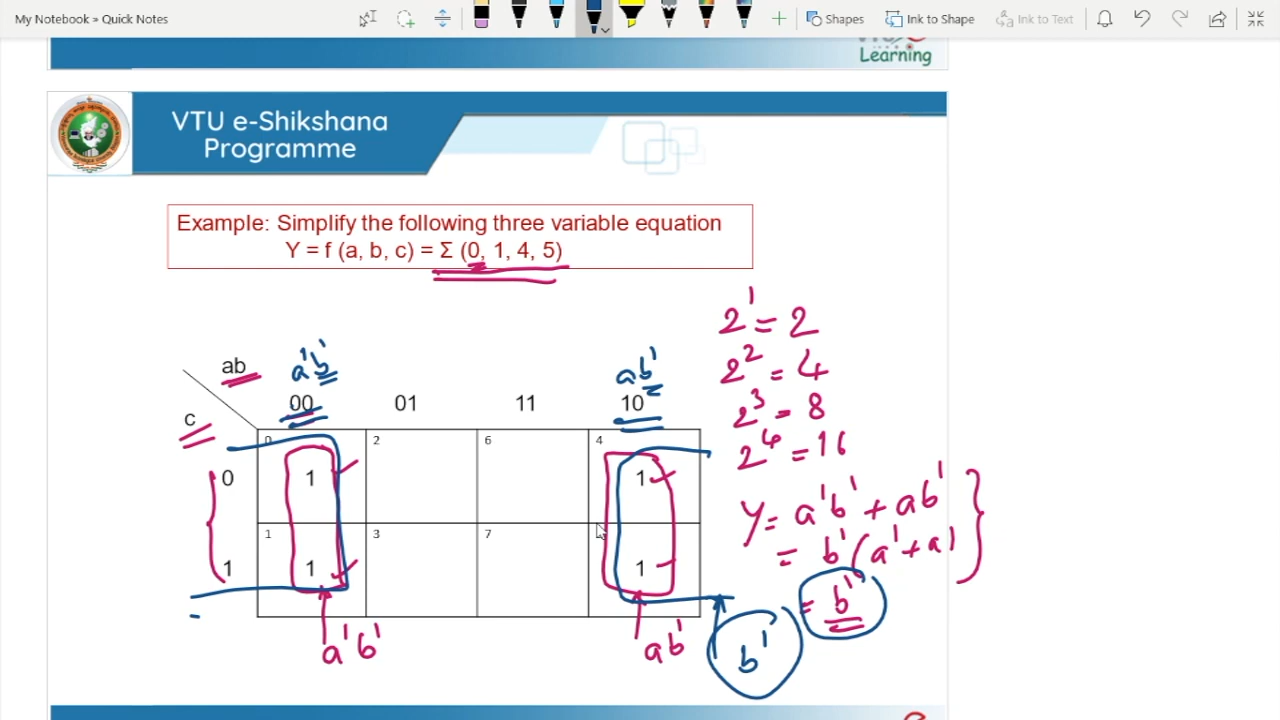 My Notebook » Quick Notes
Shapes
Ink to Shape
Ink to Text
Learning
VTU e-Shikshana
Programme
Example: Simplify the following three variable equation
Y = f (a, b, c) = Σ (0, 1, 4, 5)
2¹ = 2
2² = 4
2³ = 8
2⁴ = 16
ab a'b' ab'
c 00 01 11 10
0 2 6 4
0 1 1
1 3 7
1 1 1
a'b' ab' b'
Y = a'b' + ab'
= b'(a'+a)
= b'